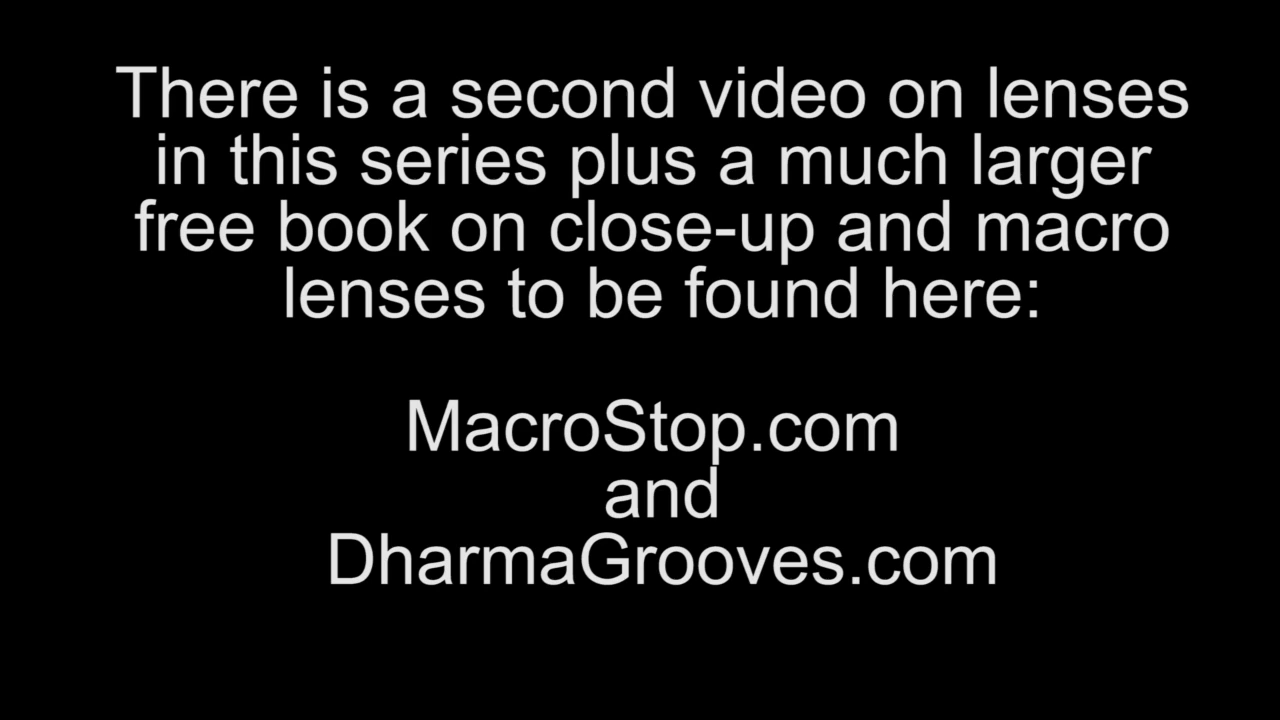 There is a second video on lenses
in this series plus a much larger
free book on close-up and macro
lenses to be found here:
MacroStop.com
and
DharmaGrooves.com